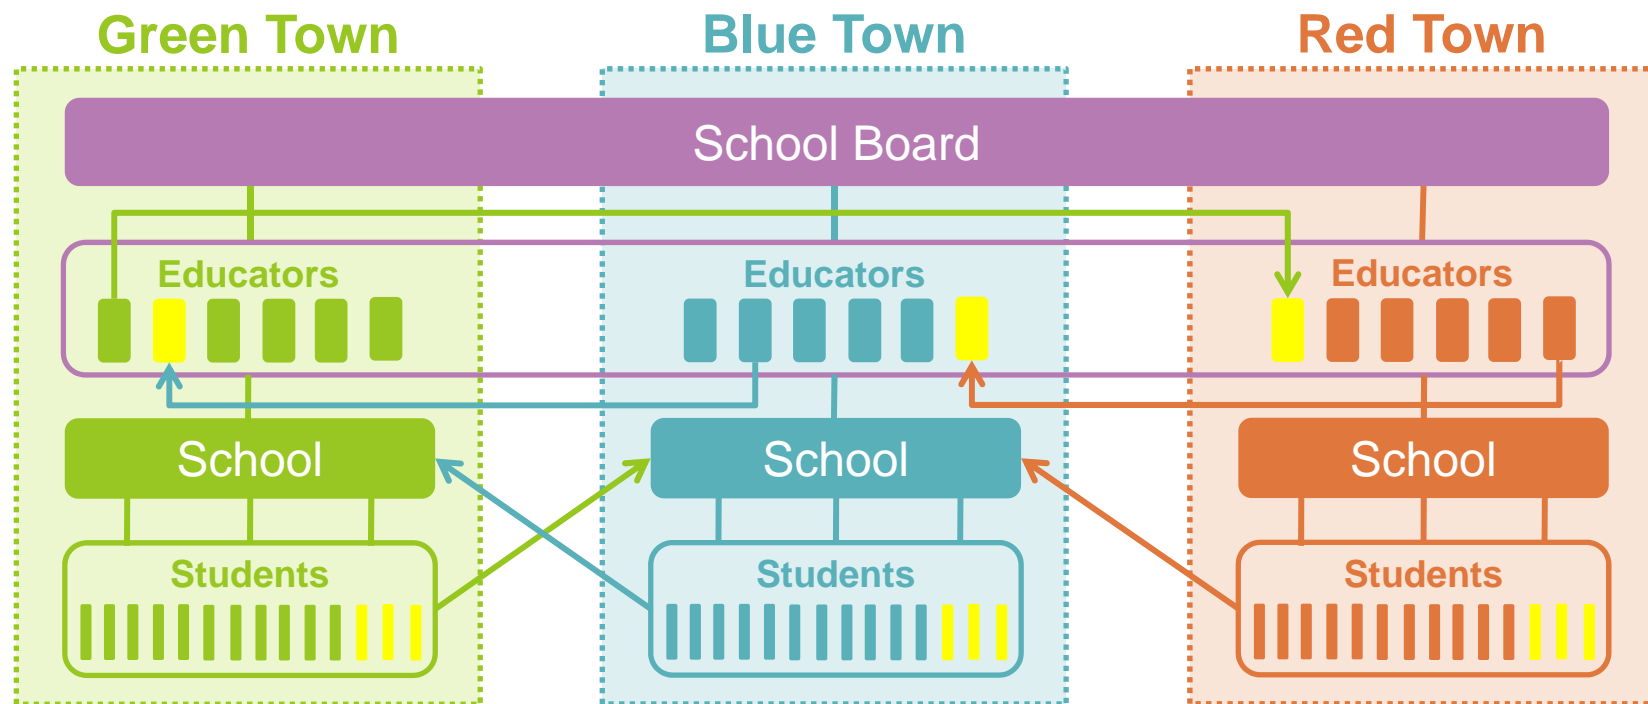 Green Town
Blue Town
Red Town
School Board
Educators
Educators
Educators
School
School
School
Students
Students
Students